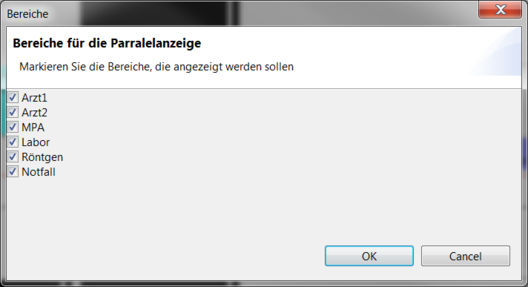 Bereiche
Bereiche für die Parralelanzeige
Markieren Sie die Bereiche, die angezeigt werden sollen
Arzt1
Arzt2
MPA
Labor
Röntgen
Notfall
OK
Cancel